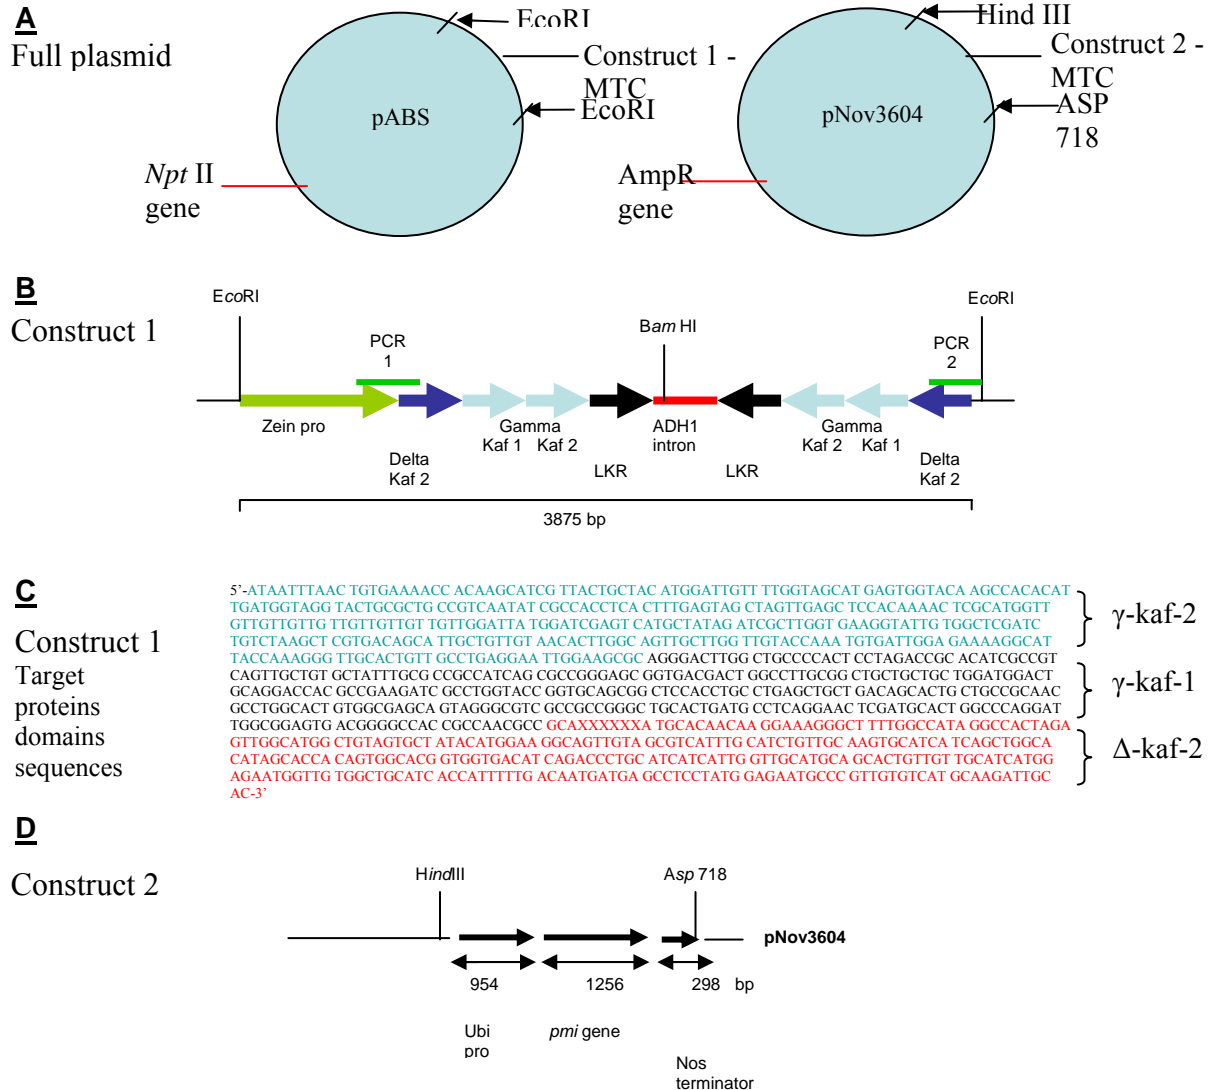 A
Full plasmid
EcoRI
Construct 1 -
MTC
EcoRI
pABS
Npt II
gene
Hind III
Construct 2 -
MTC
ASP
718
pNov3604
AmpR
gene
B
Construct 1
EcoRI
PCR
1
Bam HI
PCR
2
EcoRI
Zein pro
Delta
Kaf 2
Gamma
Kaf 1 Kaf 2
LKR
ADH1
intron
LKR
Gamma
Kaf 2 Kaf 1
Delta
Kaf 2
3875 bp
C
Construct 1
Target
proteins
domains
sequences
5'-ATAATTTAAC TGTGAAAACC ACAAGCATCG TTACTGCTAC ATGGATTGTT TTGGTAGCAT GAGTGGTACA AGCCACACAT
TGATGGTAGG TACTGCGCTG CCGTCAATAT CGCCACCTCA CTTTGAGTAG CTAGTTGAGC TCCACAAAAC TCGCATGGTT
GTTGTTGTTG TTGTTGTTGT TGTTGGATTA TGGATCGAGT CATGCTATAG ATCGCTTGGT GAAGGTATTG TGGCTCGATC
TGTCTAAGCT CGTGACAGCA TTGCTGTTGT AACACTTGGC AGTTGCTTGG TTGTACCAAA TGTGATTGGA GAAAAGGCAT
TACCAAAGGG TTGCACTGTT GCCTGAGGAA TTGGAAGCGC AGGGACTTGG CTGCCCCACT CCTAGACCGC ACATCGCCGT
CAGTTGCTGT GCTATTTGCG CCGCCATCAG CGCCGGGAGC GGTGACGACT GGCCTTGCGG CTGCTGCTGC TGGATGGACT
GCAGGACCAC GCCGAAGATC GCCTGGTACC GGTGCAGCGG CTCCACCTGC CTGAGCTGCT GACAGCACTG CTGCCGCAAC
GCCTGGCACT GTGGCGAGCA GTAGGGCGTC GCCGCCGGGC TGCACTGATG CCTCAGGAAC TCGATGCACT GGCCCAGGAT
TGGCGGAGTG ACGGGGCCAC CGCCAACGCC GCAXXXXXXA TGCACAACAA GGAAAGGGCT TTTGGCCATA GGCCACTAGA
GTTGGCATGG CTGTAGTGCT ATACATGGAA GGCAGTTGTA GCGTCATTTG CATCTGTTGC AAGTGCATCA TCAGCTGGCA
CATAGCACCA CAGTGGCACG GTGGTGACAT CAGACCCTGC ATCATCATTG GTTGCATGCA GCACTGTTGT TGCATCATGG
AGAATGGTTG TGGCTGCATC ACCATTTTTG ACAATGATGA GCCTCCTATG GAGAATGCCC GTTGTGTCAT GCAAGATTGC
AC-3'
γ-kaf-2
γ-kaf-1
Δ-kaf-2
D
Construct 2
HindIII
Asp 718
pNov3604
954 1256 298 bp
Ubi
pro
pmi gene
Nos
terminator